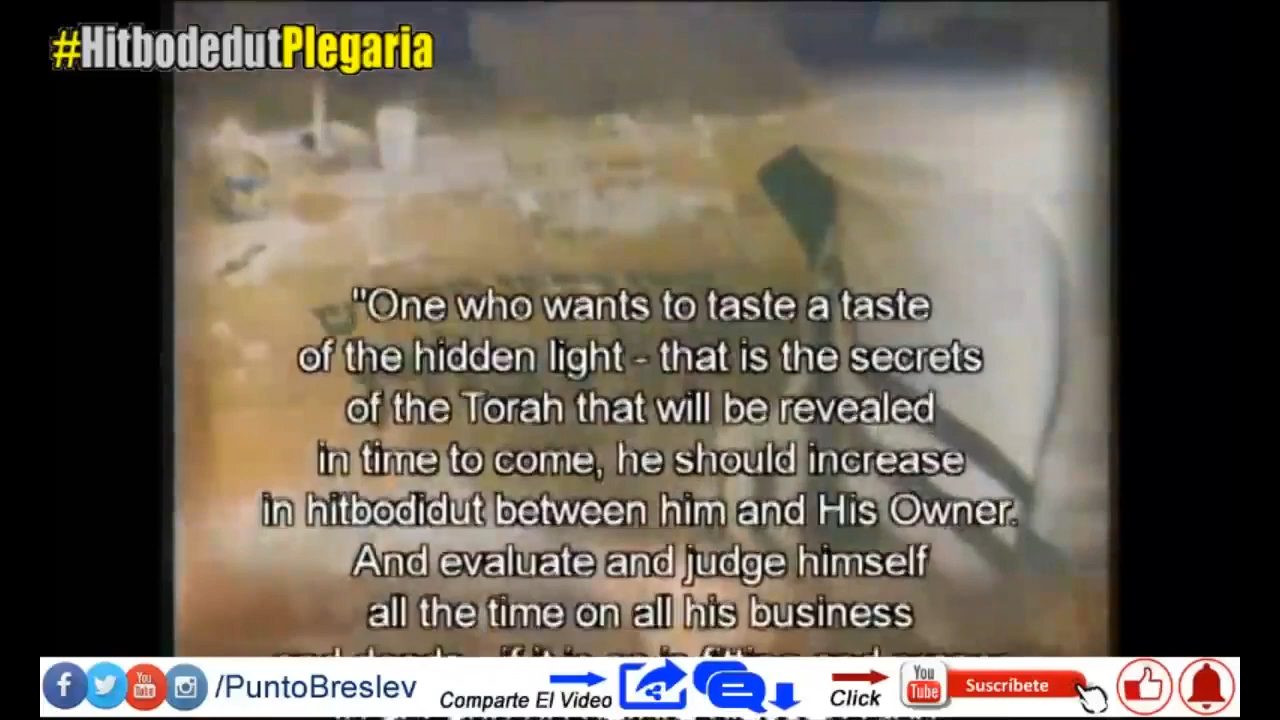 #HitbodedutPlegaria
"One who wants to taste a taste
of the hidden light - that is the secrets
of the Torah that will be revealed
in time to come, he should increase
in hitbodidut between him and His Owner.
And evaluate and judge himself
all the time on all his business
/PuntoBreslev
Comparte El Video
Click
You
Tube
Suscríbete